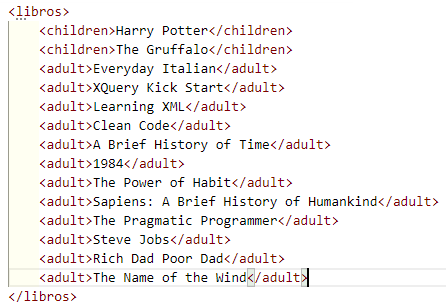 <libros>
<children>Harry Potter</children>
<children>The Gruffalo</children>
<adult>Everyday Italian</adult>
<adult>XQuery Kick Start</adult>
<adult>Learning XML</adult>
<adult>Clean Code</adult>
<adult>A Brief History of Time</adult>
<adult>1984</adult>
<adult>The Power of Habit</adult>
<adult>Sapiens: A Brief History of Humankind</adult>
<adult>The Pragmatic Programmer</adult>
<adult>Steve Jobs</adult>
<adult>Rich Dad Poor Dad</adult>
<adult>The Name of the Wind</adult>
</libros>